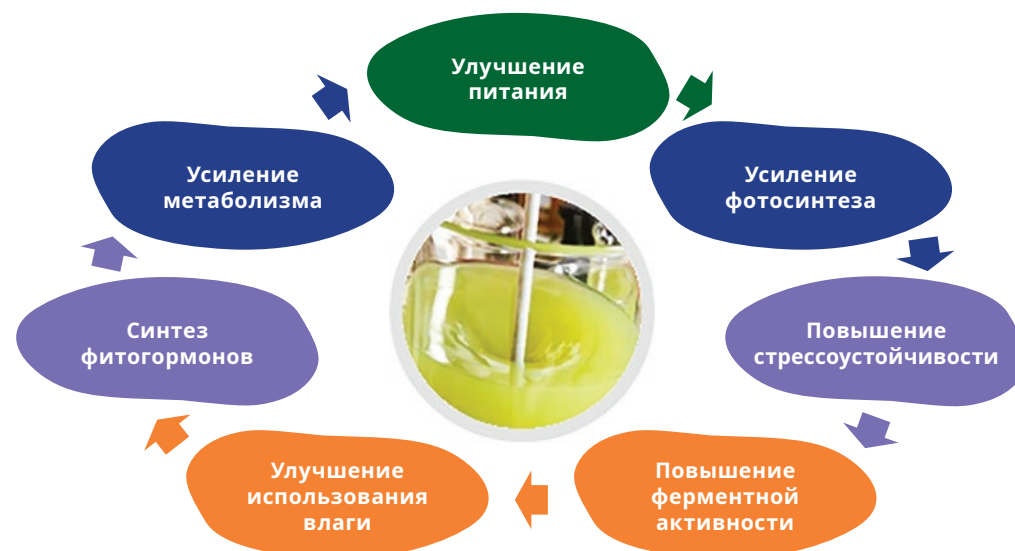 Улучшение
питания
Усиление
фотосинтеза
Повышение
стрессоустойчивости
Повышение
ферментной
активности
Улучшение
использования
влаги
Синтез
фитогормонов
Усиление
метаболизма